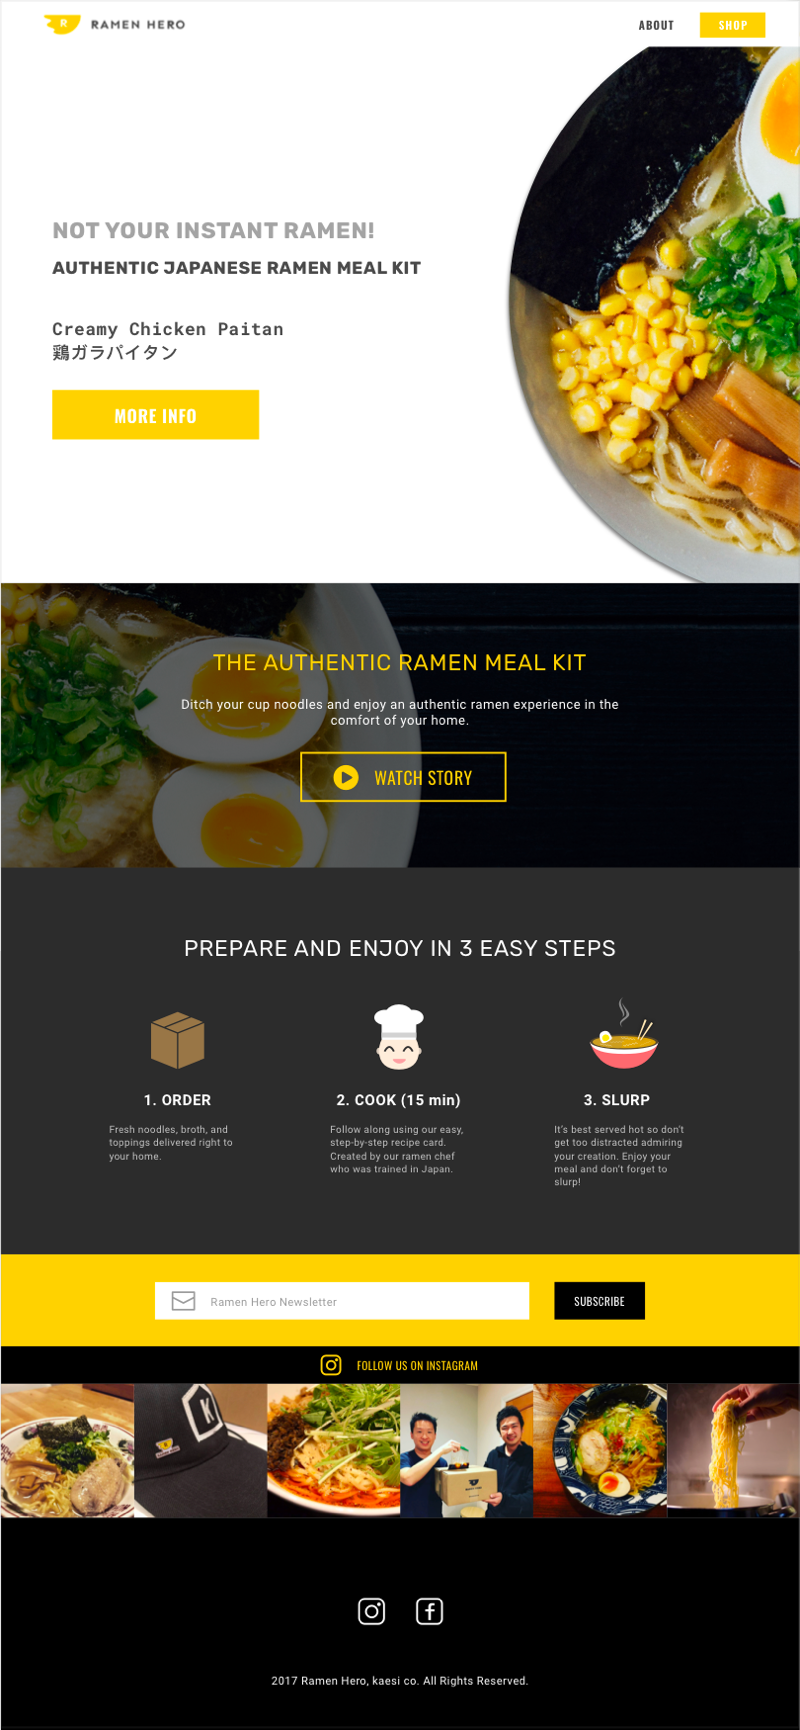 R RAMEN HERO
ABOUT
SHOP
NOT YOUR INSTANT RAMEN!
AUTHENTIC JAPANESE RAMEN MEAL KIT
Creamy Chicken Paitan
鶏ガラパイタン
MORE INFO
THE AUTHENTIC RAMEN MEAL KIT
Ditch your cup noodles and enjoy an authentic ramen experience in the
comfort of your home.
WATCH STORY
PREPARE AND ENJOY IN 3 EASY STEPS
1. ORDER
Fresh noodles, broth, and
toppings delivered right to
your home.
2. COOK (15 min)
Follow along using our easy,
step-by-step recipe card.
Created by our ramen chef
who was trained in Japan.
3. SLURP
It's best served hot so don't
get too distracted admiring
your creation. Enjoy your
meal and don't forget to
slurp!
Ramen Hero Newsletter
SUBSCRIBE
FOLLOW US ON INSTAGRAM
K
2017 Ramen Hero, kaesi co. All Rights Reserved.